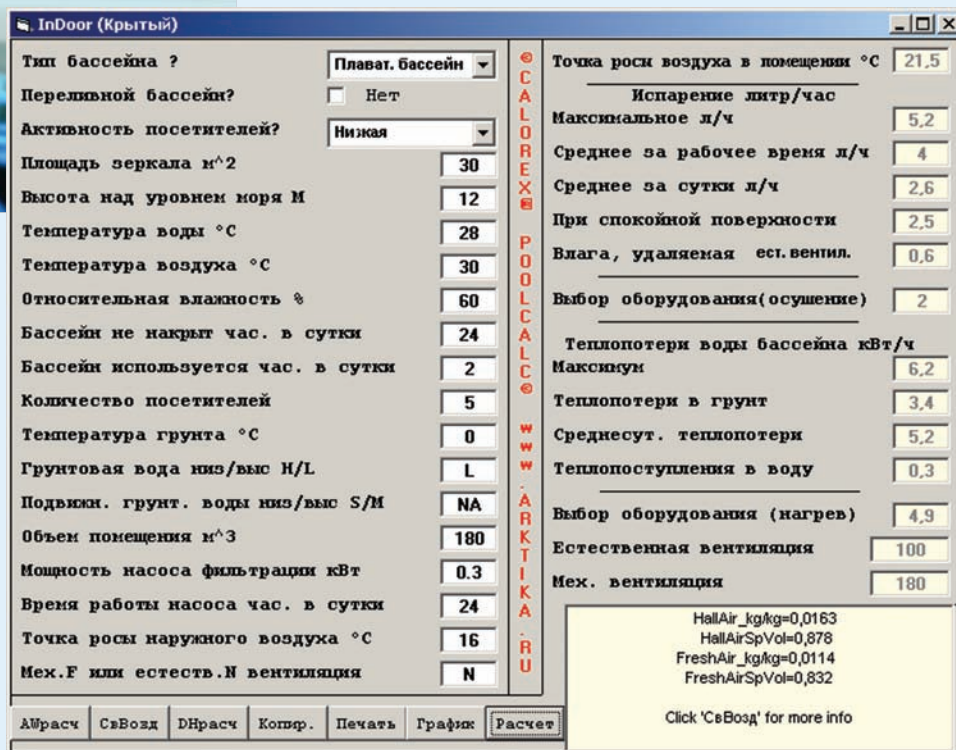 InDoor (Крытый)
Тип бассейна ? Плават. бассейн
Переливной бассейн? Нет
Активность посетителей? Низкая
Площадь зеркала м^2 30
Высота над уровнем моря М 12
Температура воды °C 28
Температура воздуха °C 30
Относительная влажность % 60
Бассейн не накрыт час. в сутки 24
Бассейн используется час. в сутки 2
Количество посетителей 5
Температура грунта °C 0
Грунтовая вода низ/выс H/L L
Подвижн. грунт. воды низ/выс S/M NA
Объем помещения м^3 180
Мощность насоса фильтрации кВт 0.3
Время работы насоса час. в сутки 24
Точка росы наружного воздуха °C 16
Мех.F или естеств.N вентиляция N
AWрасч СвВозд DHрасч Копир. Печать График Расчет
CALOREX POOLCALC www.ARKTIKA.RU
Точка росы воздуха в помещении °C 21,5
Испарение литр/час
Максимальное л/ч 5,2
Среднее за рабочее время л/ч 4
Среднее за сутки л/ч 2,6
При спокойной поверхности 2,5
Влага, удаляемая ест. вентил. 0,6
Выбор оборудования(осушение) 2
Теплопотери воды бассейна кВт/ч
Максимум 6,2
Теплопотери в грунт 3,4
Среднесут. теплопотери 5,2
Теплопоступления в воду 0,3
Выбор оборудования (нагрев) 4,9
Естественная вентиляция 100
Мех. вентиляция 180
HallAir_kg/kg=0,0163
HallAirSpVol=0,878
FreshAir_kg/kg=0,0114
FreshAirSpVol=0,832
Click 'СвВозд' for more info